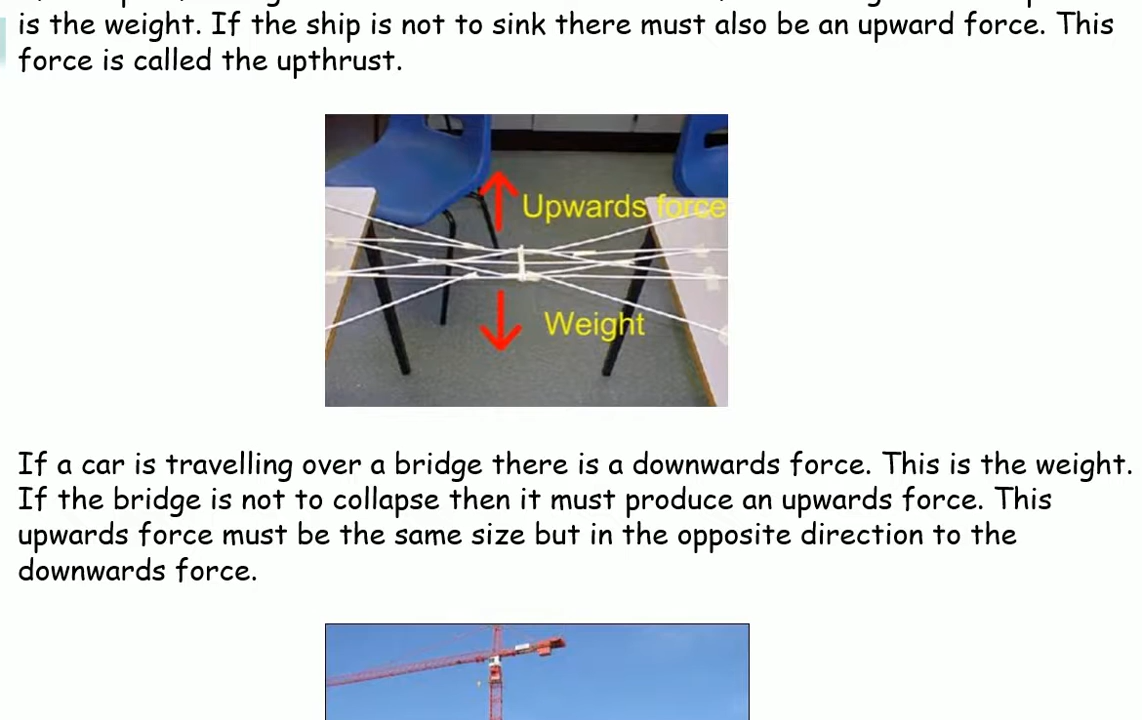 is the weight. If the ship is not to sink there must also be an upward force. This
force is called the upthrust.
Upwards force
Weight
If a car is travelling over a bridge there is a downwards force. This is the weight.
If the bridge is not to collapse then it must produce an upwards force. This
upwards force must be the same size but in the opposite direction to the
downwards force.